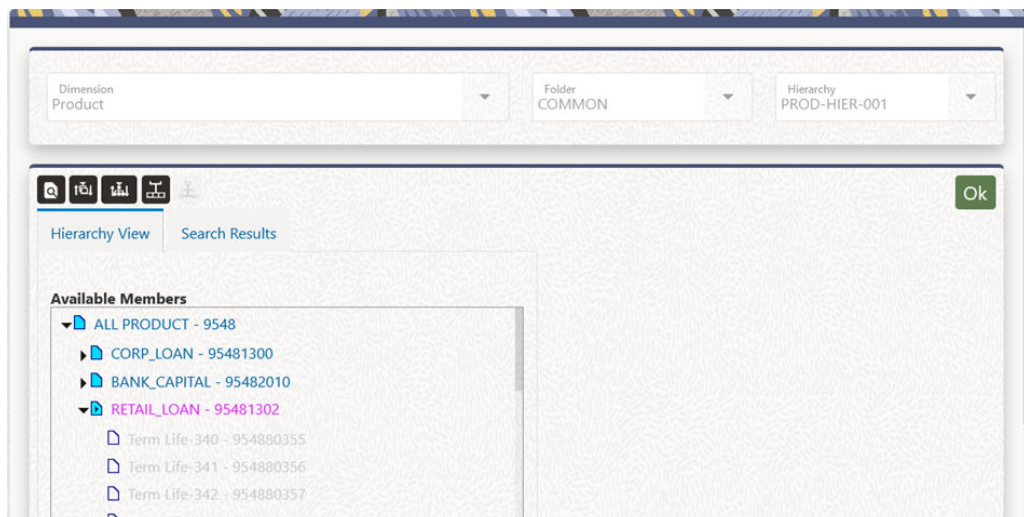 Dimension
Product
Folder
COMMON
Hierarchy
PROD-HIER-001
Ok
Hierarchy View
Search Results
Available Members
ALL PRODUCT - 9548
CORP_LOAN - 95481300
BANK_CAPITAL - 95482010
RETAIL_LOAN - 95481302
Term Life-340 - 954880355
Term Life-341 - 954880356
Term Life-342 - 954880357